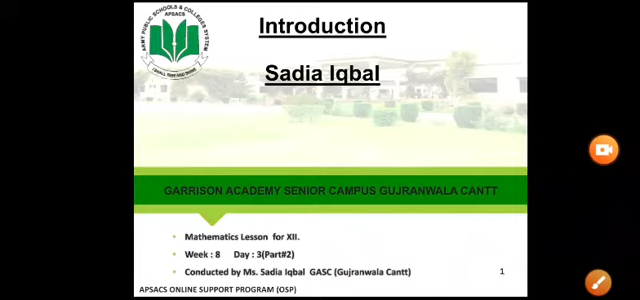 ARMY PUBLIC SCHOOLS & COLLEGES SYSTEM
APSACS
Introduction
Sadia Iqbal
GARRISON ACADEMY SENIOR CAMPUS GUJRANWALA CANTT
Mathematics Lesson for XII.
Week : 8 Day : 3(Part#2)
Conducted by Ms. Sadia Iqbal GASC (Gujranwala Cantt)
1
APSACS ONLINE SUPPORT PROGRAM (OSP)